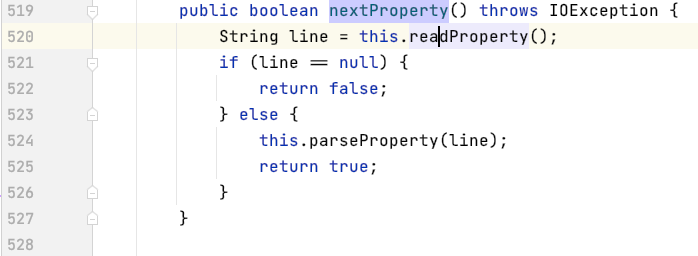 519 public boolean nextProperty() throws IOException {
520 String line = this.readProperty();
521 if (line == null) {
522 return false;
523 } else {
524 this.parseProperty(line);
525 return true;
526 }
527 }
528